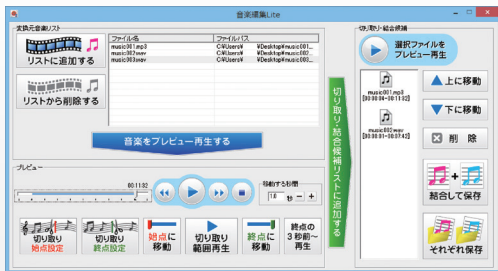 音楽編集Lite
変換元音楽リスト
リストに追加する
リストから削除する
ファイル名
ファイルパス
music001.mp3
C:¥Users¥ ¥Desktop¥music001...
music002.wav
C:¥Users¥ ¥Desktop¥music002...
music003.wav
C:¥Users¥ ¥Desktop¥music003...
音楽をプレビュー再生する
プレビュー
00:11:32
移動する秒間
1.0 秒
切り取り
始点設定
切り取り
終点設定
始点に
移動
切り取り
範囲再生
終点に
移動
終点の
3秒前～
再生
切り取り・結合候補リストに追加する
切り取り・結合候補
選択ファイルを
プレビュー再生
music001.mp3
[00:00:04-00:11:32]
music002.wav
[00:00:01-00:07:42]
上に移動
下に移動
削 除
結合して保存
それぞれ保存